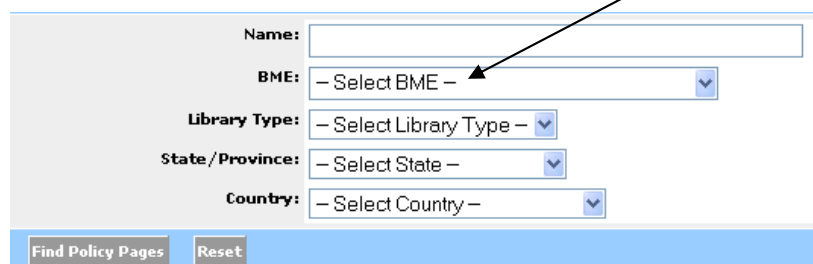 Name:
BME: – Select BME –
Library Type: – Select Library Type –
State/Province: – Select State –
Country: – Select Country –
Find Policy Pages Reset